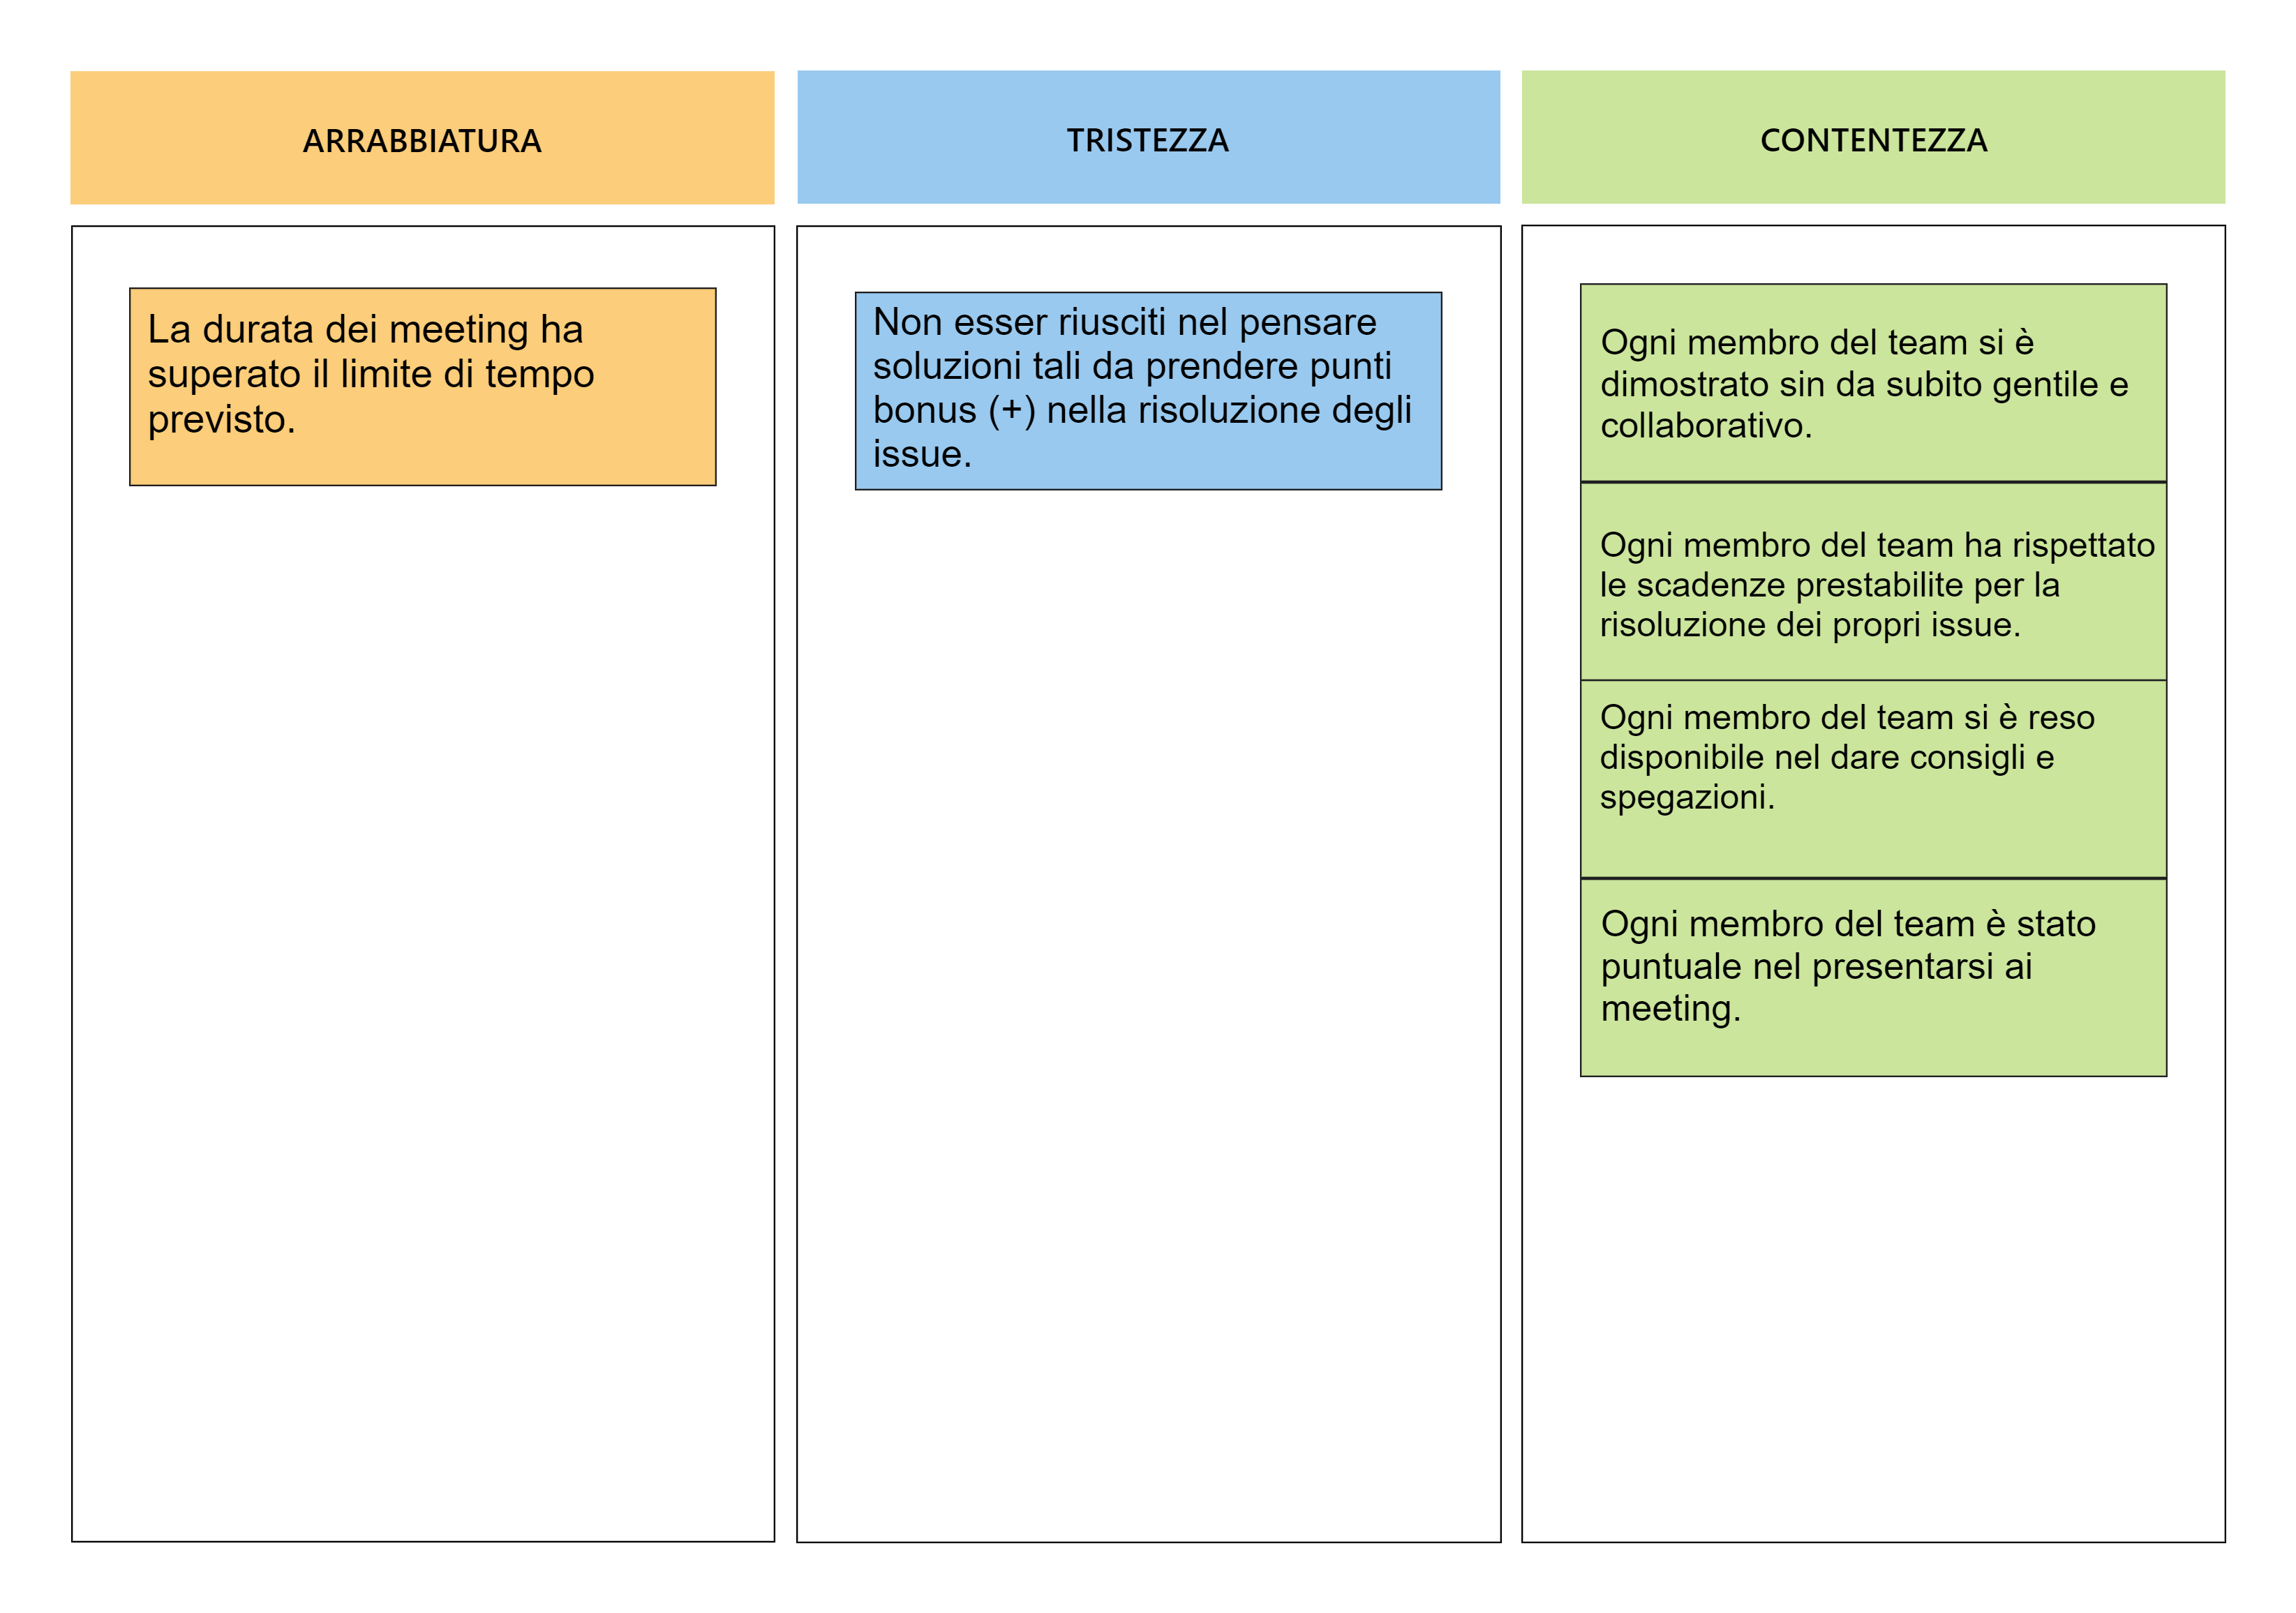 ARRABBIATURA
La durata dei meeting ha
superato il limite di tempo
previsto.
TRISTEZZA
Non esser riusciti nel pensare
soluzioni tali da prendere punti
bonus (+) nella risoluzione degli
issue.
CONTENTEZZA
Ogni membro del team si è
dimostrato sin da subito gentile e
collaborativo.
Ogni membro del team ha rispettato
le scadenze prestabilite per la
risoluzione dei propri issue.
Ogni membro del team si è reso
disponibile nel dare consigli e
spegazioni.
Ogni membro del team è stato
puntuale nel presentarsi ai
meeting.